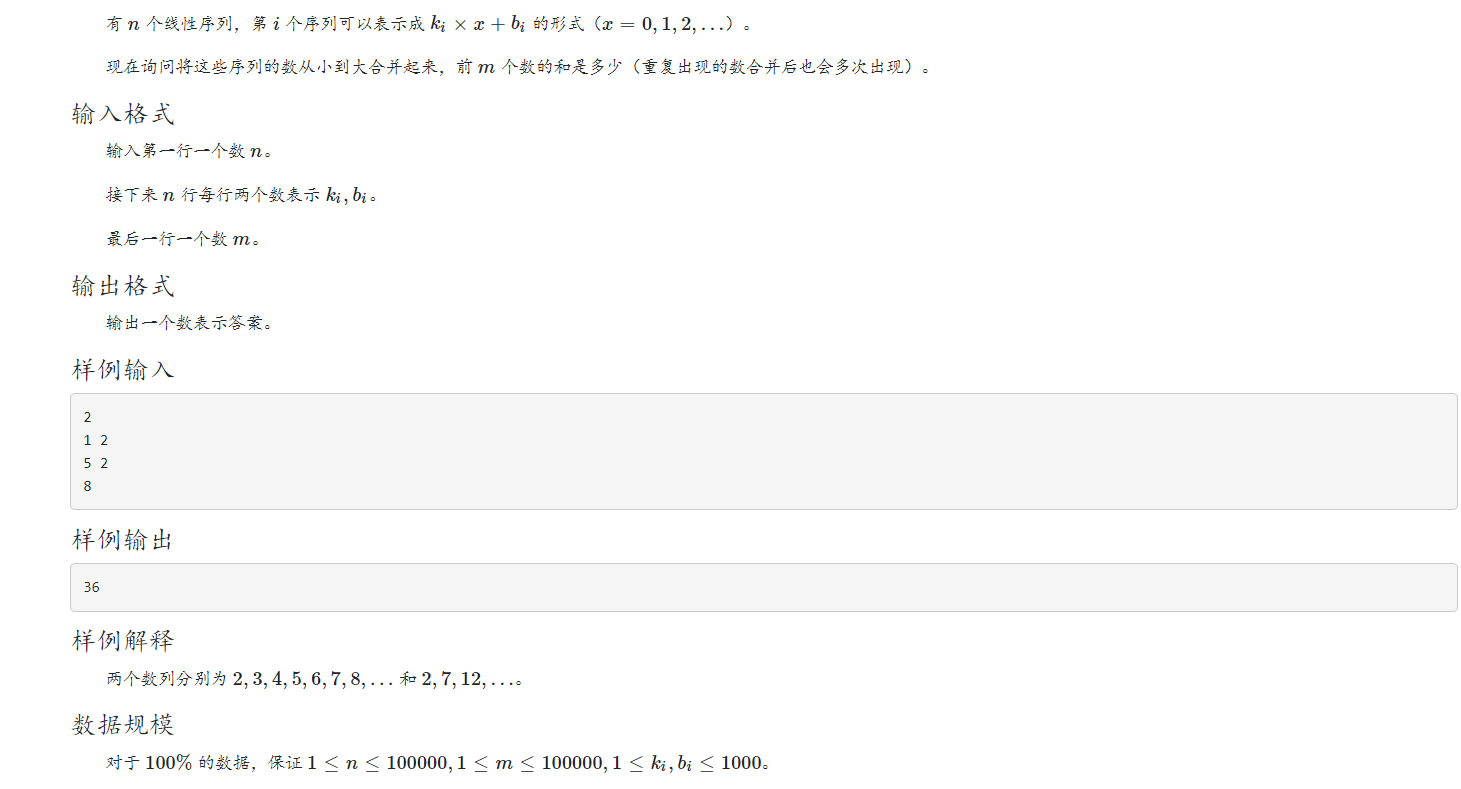 有 n 个线性序列，第 i 个序列可以表示成 kᵢ × x + bᵢ 的形式（x = 0, 1, 2, …）。
现在询问将这些序列的数从小到大合并起来，前 m 个数的和是多少（重复出现的数合并后也会多次出现）。
输入格式
输入第一行一个数 n。
接下来 n 行每行两个数表示 kᵢ, bᵢ。
最后一行一个数 m。
输出格式
输出一个数表示答案。
样例输入
2
1 2
5 2
8
样例输出
36
样例解释
两个数列分别为 2, 3, 4, 5, 6, 7, 8, … 和 2, 7, 12, …。
数据规模
对于 100% 的数据，保证 1 ≤ n ≤ 100000, 1 ≤ m ≤ 100000, 1 ≤ kᵢ, bᵢ ≤ 1000。